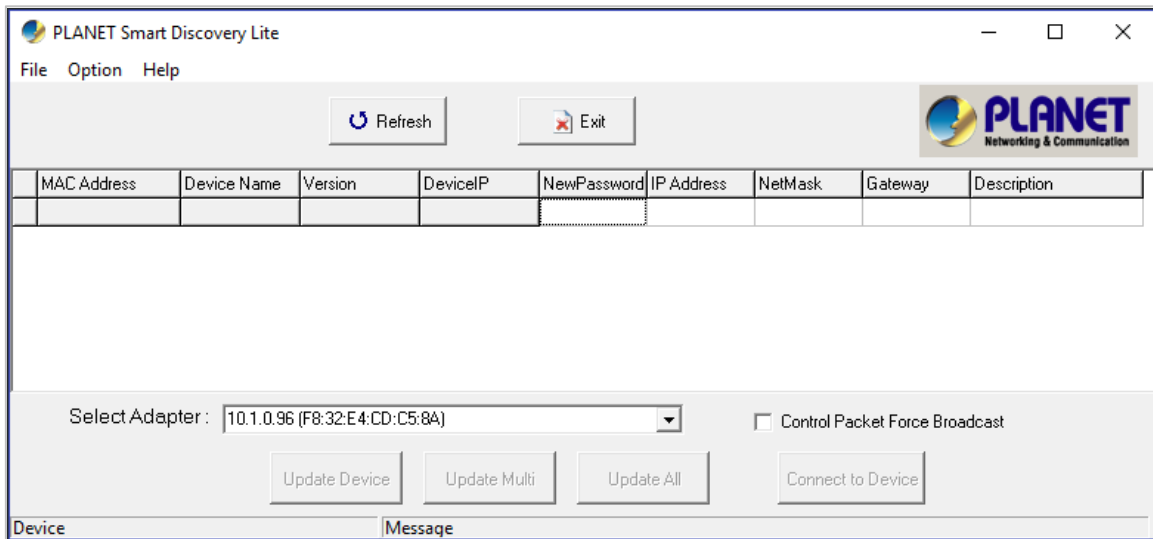 PLANET Smart Discovery Lite
File Option Help
Refresh Exit
PLANET
Networking & Communication
MAC Address Device Name Version DeviceIP NewPassword IP Address NetMask Gateway Description
Select Adapter : 10.1.0.96 (F8:32:E4:CD:C5:8A) Control Packet Force Broadcast
Update Device Update Multi Update All Connect to Device
Device Message